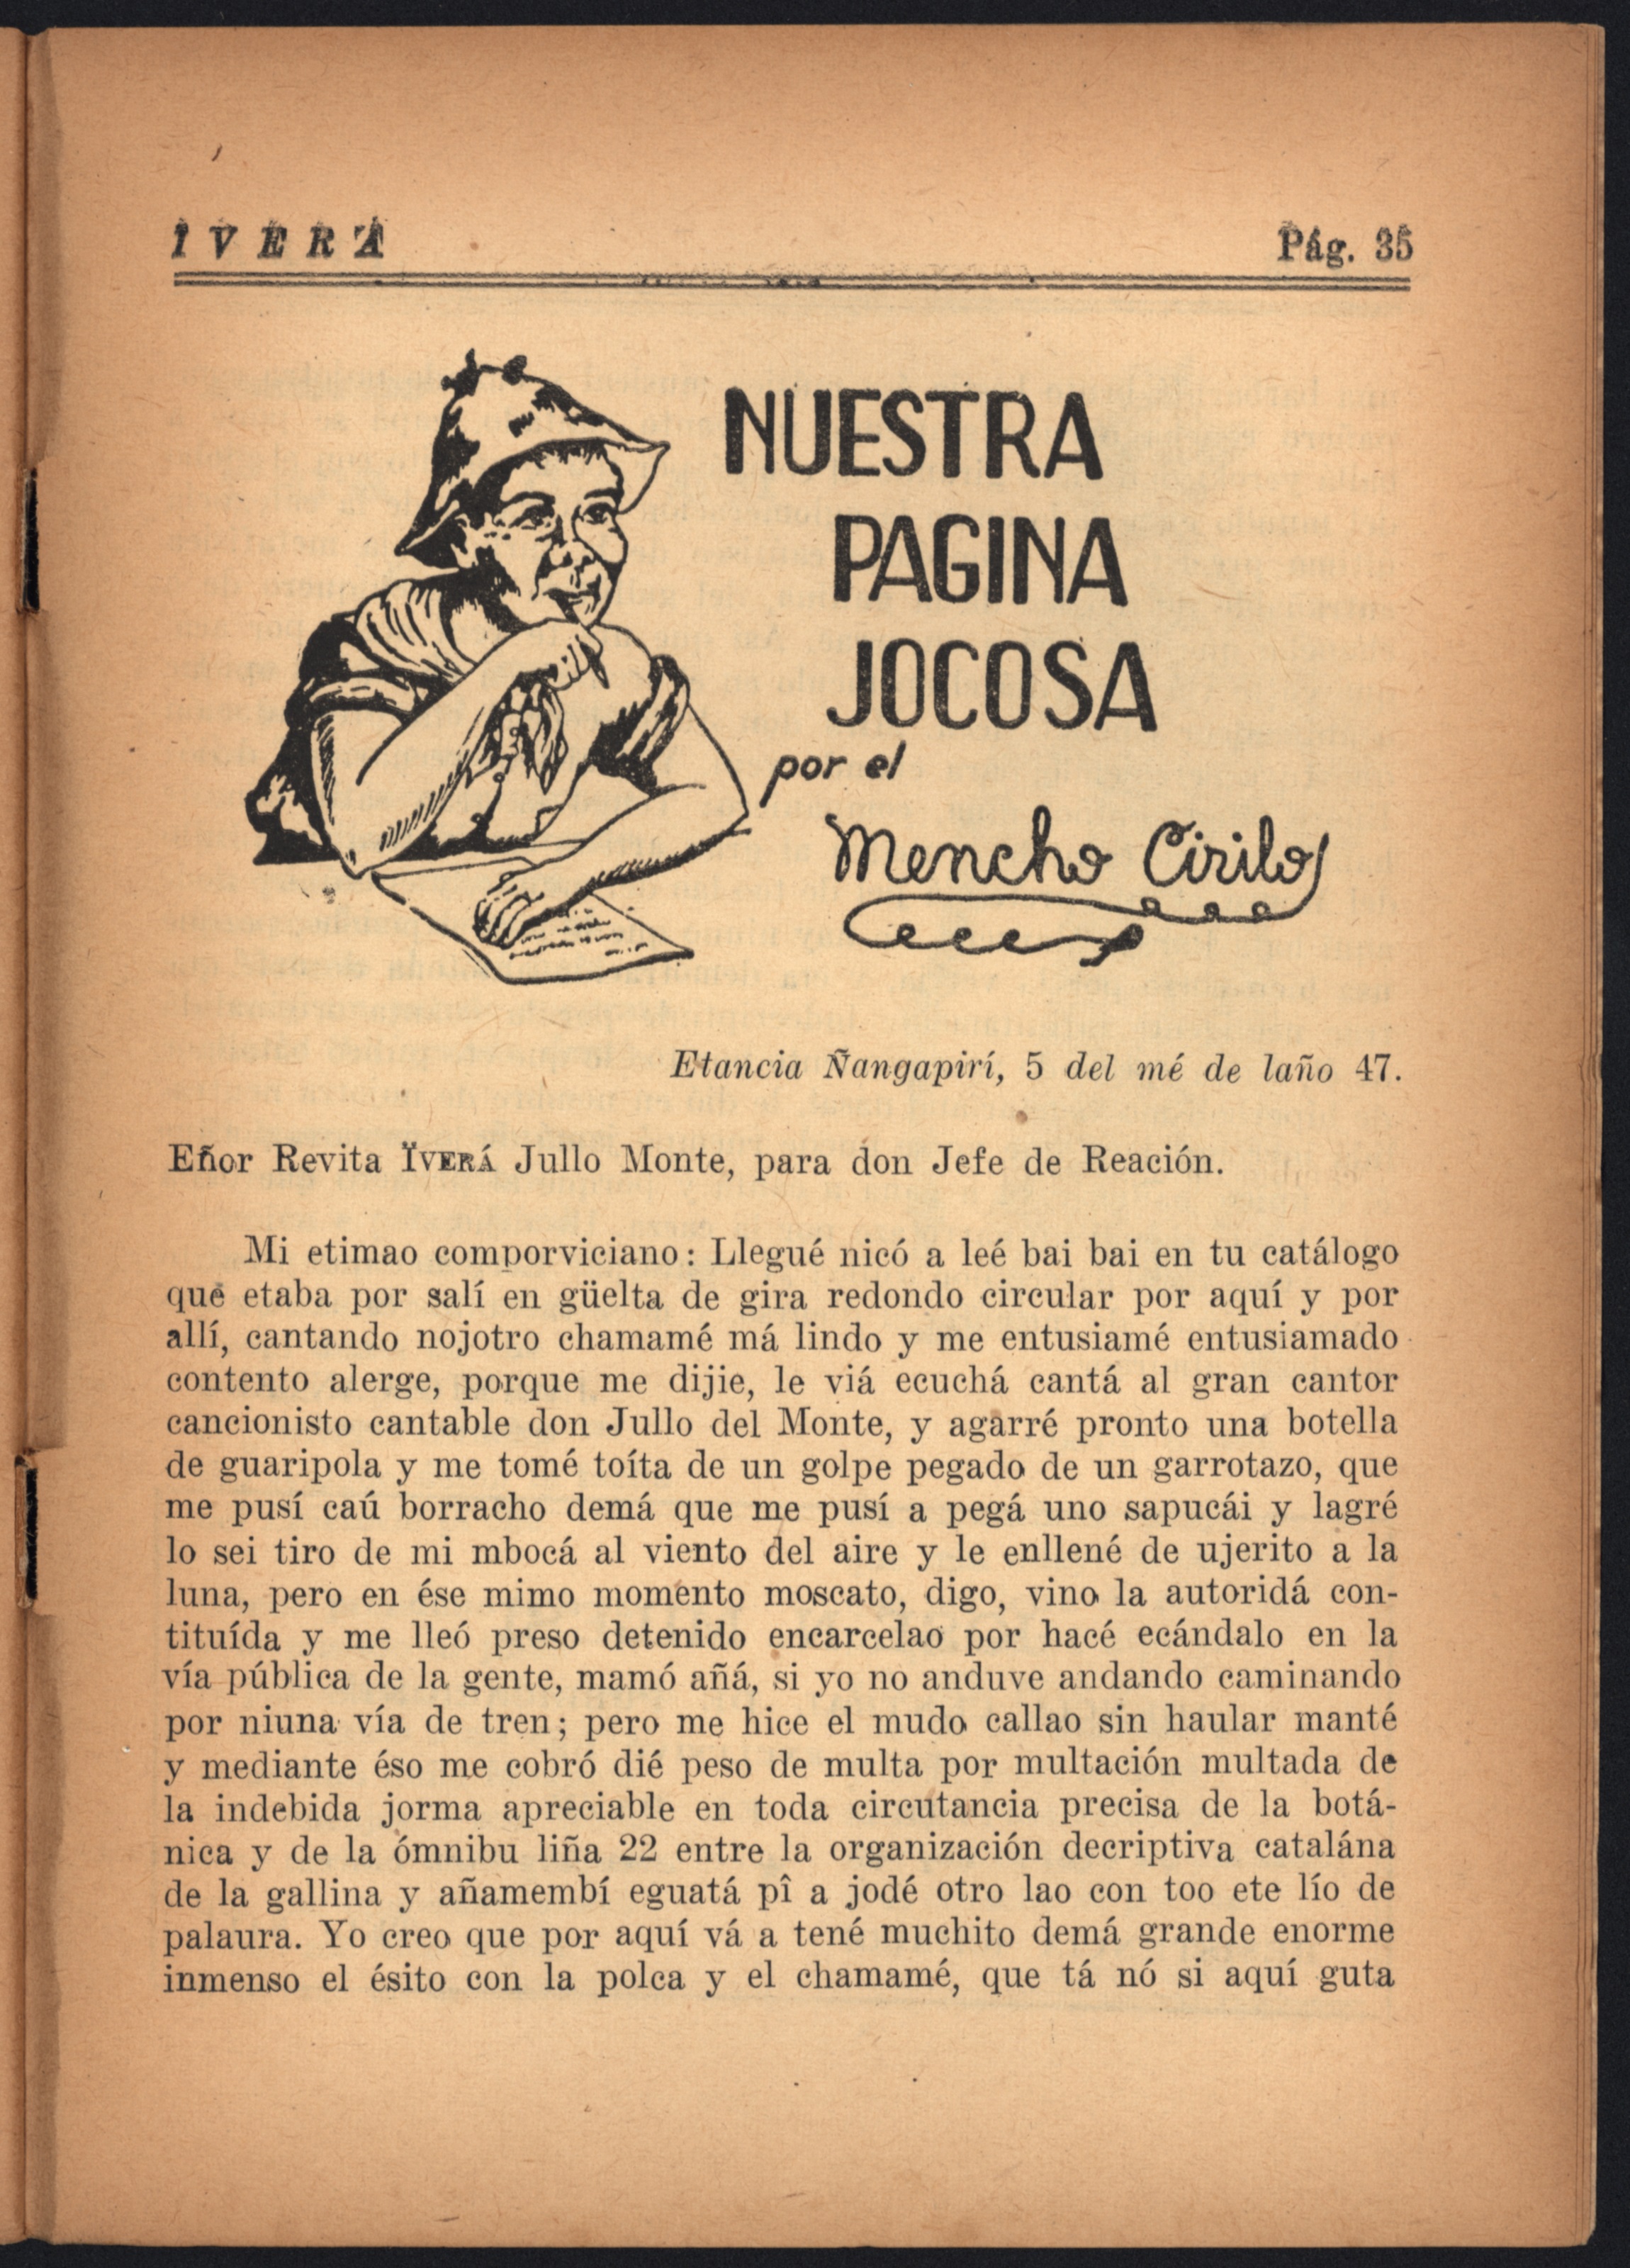 IVERÁ
Pág. 35
NUESTRA
PAGINA
JOCOSA
por el
Mencho Cirilo
Etancia Ñangapirí, 5 del mé de laño 47.
Eñor Revita ÏVERÁ Jullo Monte, para don Jefe de Reación.
Mi etimao comporviciano: Llegué nicó a leé bai bai en tu catálogo
que etaba por salí en güelta de gira redondo circular por aquí y por
allí, cantando nojotro chamamé má lindo y me entusiamé entusiamado
contento alerge, porque me dijie, le viá ecuchá cantá al gran cantor
cancionisto cantable don Jullo del Monte, y agarré pronto una botella
de guaripola y me tomé toíta de un golpe pegado de un garrotazo, que
me pusí caú borracho demá que me pusí a pegá uno sapucái y lagré
lo sei tiro de mi mbocá al viento del aire y le enllené de ujerito a la
luna, pero en ése mimo momento moscato, digo, vino la autoridá con-
tituída y me lleó preso detenido encarcelao por hacé ecándalo en la
vía pública de la gente, mamó añá, si yo no anduve andando caminando
por niuna vía de tren; pero me hice el mudo callao sin haular manté
y mediante éso me cobró dié peso de multa por multación multada de
la indebida jorma apreciable en toda circutancia precisa de la botá-
nica y de la ómnibu liña 22 entre la organización decriptiva catalána
de la gallina y añamembí eguatá pî a jodé otro lao con too ete lío de
palaura. Yo creo que por aquí vá a tené muchito demá grande enorme
inmenso el ésito con la polca y el chamamé, que tá nó si aquí guta